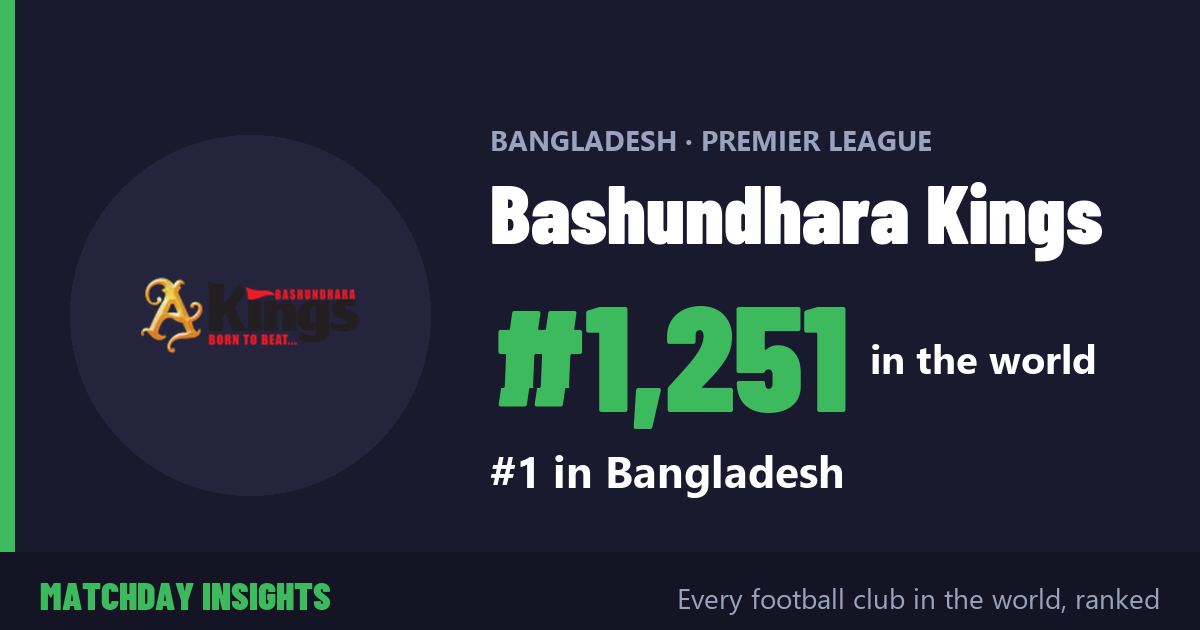 BANGLADESH · PREMIER LEAGUE
Bashundhara Kings
A Kings BASHUNDHARA
BORN TO BEAT...
#1,251 in the world
#1 in Bangladesh
MATCHDAY INSIGHTS
Every football club in the world, ranked